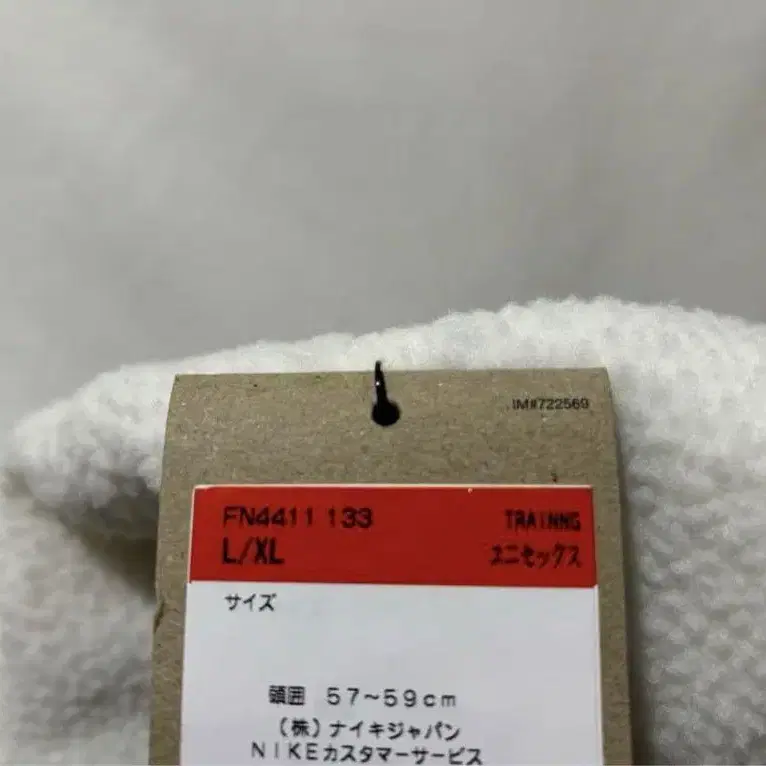 IM#722569
FN4411 133 TRAINNG
L/XL ユニセックス
サイズ
頭囲 57~59cm
(株)ナイキジャパン
NIKEカスタマーサービス